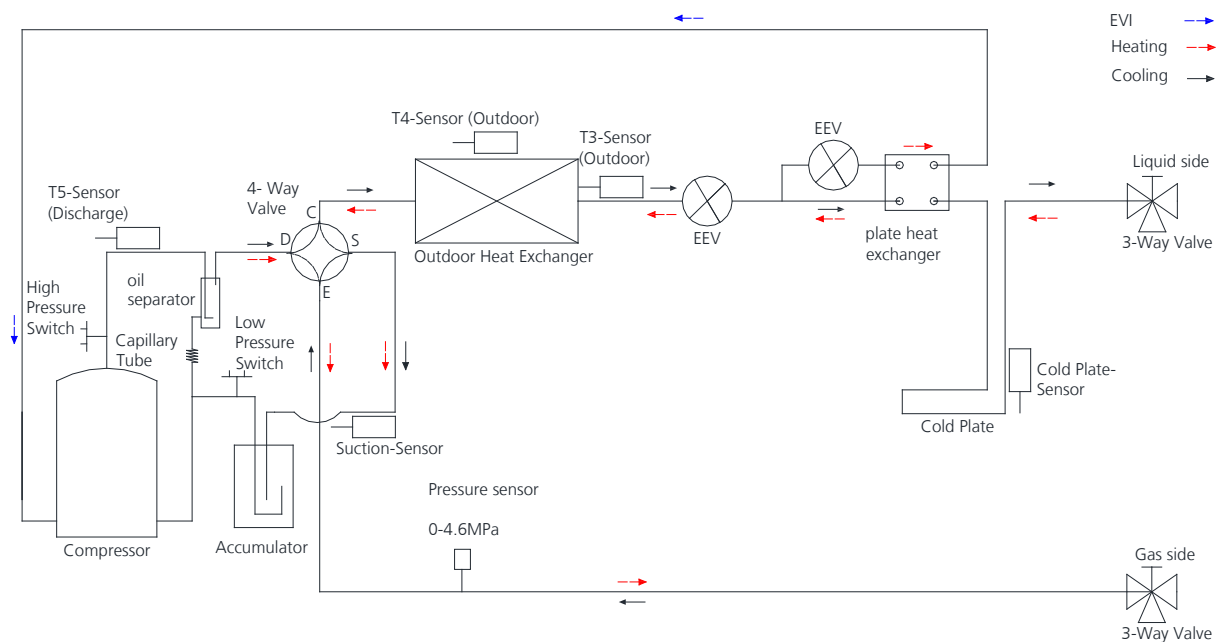 EVI
Heating
Cooling
T4-Sensor (Outdoor)
T3-Sensor
(Outdoor)
EEV
Liquid side
T5-Sensor
(Discharge)
4- Way
Valve
C
D
S
E
EEV
plate heat
exchanger
3-Way Valve
Outdoor Heat Exchanger
High
Pressure
Switch
oil
separator
Capillary
Tube
Low
Pressure
Switch
Cold Plate-
Sensor
Cold Plate
Suction-Sensor
Pressure sensor
0-4.6MPa
Compressor
Accumulator
Gas side
3-Way Valve